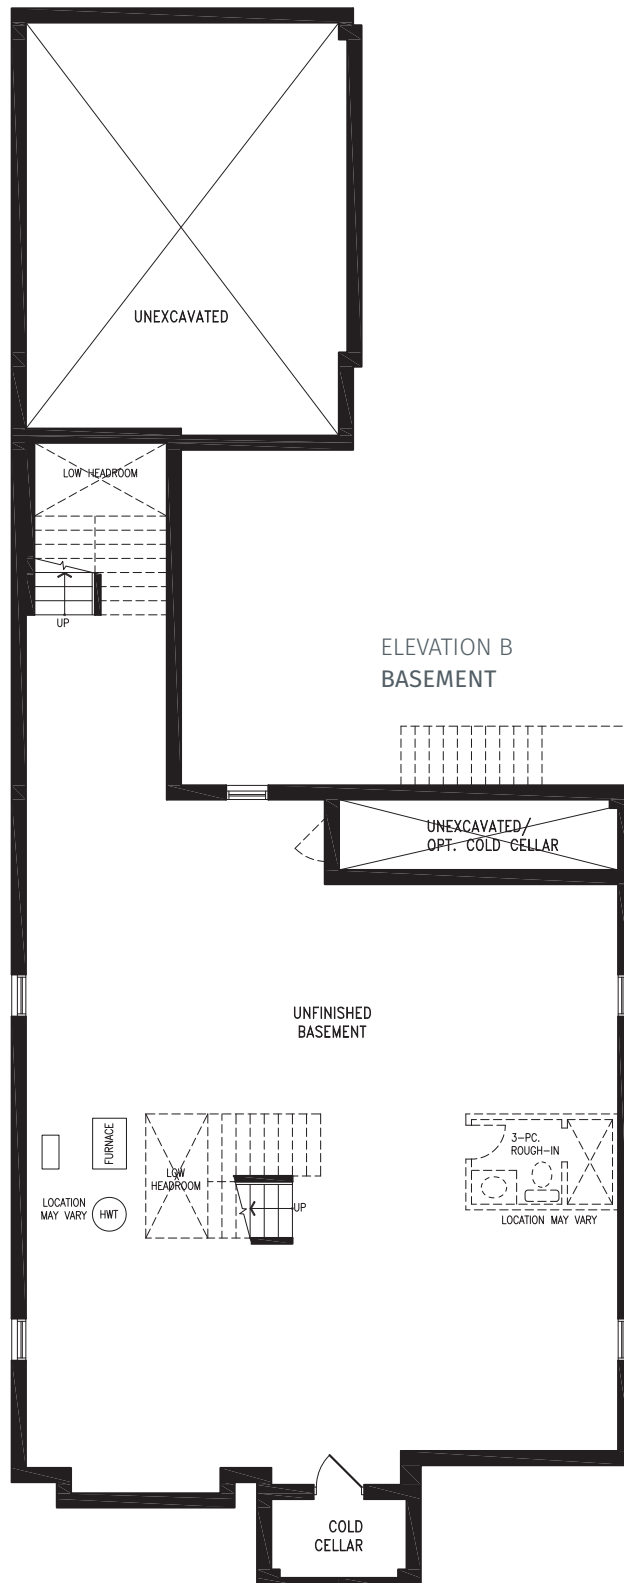 UNEXCAVATED
LOW HEADROOM
UP
ELEVATION B
BASEMENT
UNEXCAVATED/
OPT. COLD CELLAR
UNFINISHED
BASEMENT
FURNACE
3-PC.
ROUGH-IN
LOW
HEADROOM
LOCATION
MAY VARY
HWT
UP
LOCATION MAY VARY
COLD
CELLAR